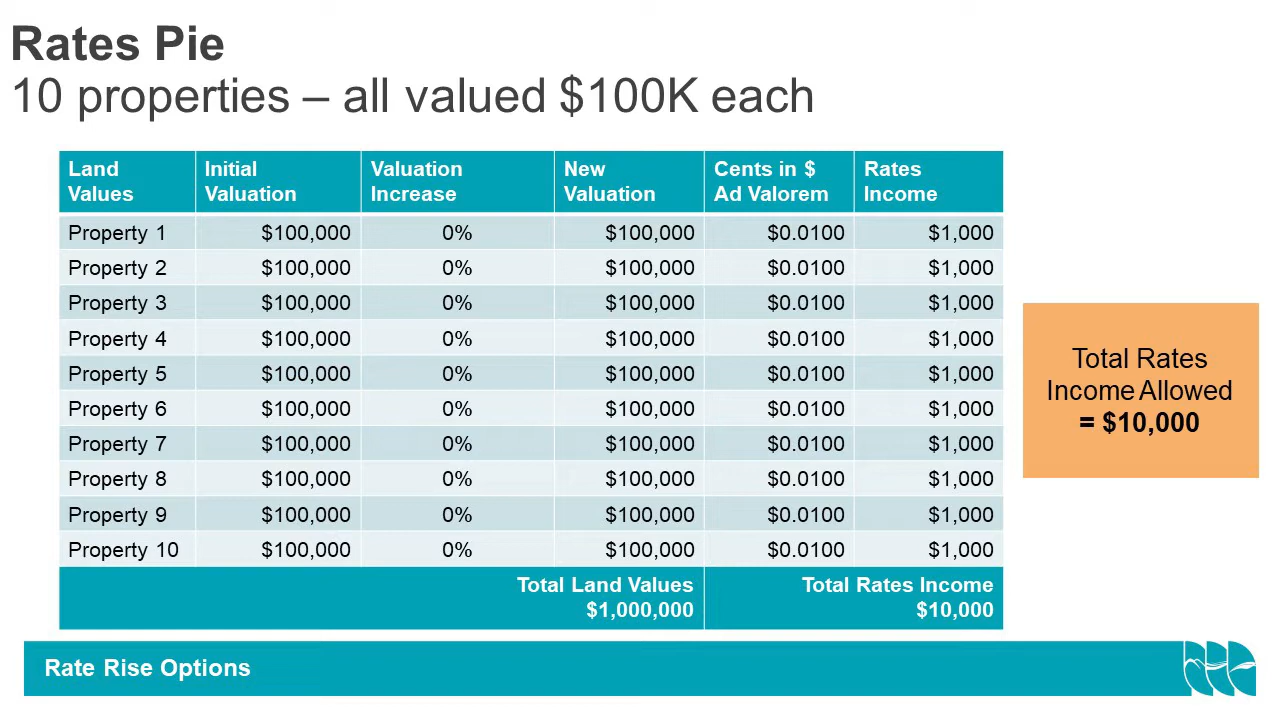 Rates Pie
10 properties – all valued $100K each
Land Values Initial Valuation Valuation Increase New Valuation Cents in $ Ad Valorem Rates Income
Property 1 $100,000 0% $100,000 $0.0100 $1,000
Property 2 $100,000 0% $100,000 $0.0100 $1,000
Property 3 $100,000 0% $100,000 $0.0100 $1,000
Property 4 $100,000 0% $100,000 $0.0100 $1,000
Property 5 $100,000 0% $100,000 $0.0100 $1,000
Property 6 $100,000 0% $100,000 $0.0100 $1,000
Property 7 $100,000 0% $100,000 $0.0100 $1,000
Property 8 $100,000 0% $100,000 $0.0100 $1,000
Property 9 $100,000 0% $100,000 $0.0100 $1,000
Property 10 $100,000 0% $100,000 $0.0100 $1,000
Total Land Values Total Rates Income
$1,000,000 $10,000
Total Rates
Income Allowed
= $10,000
Rate Rise Options